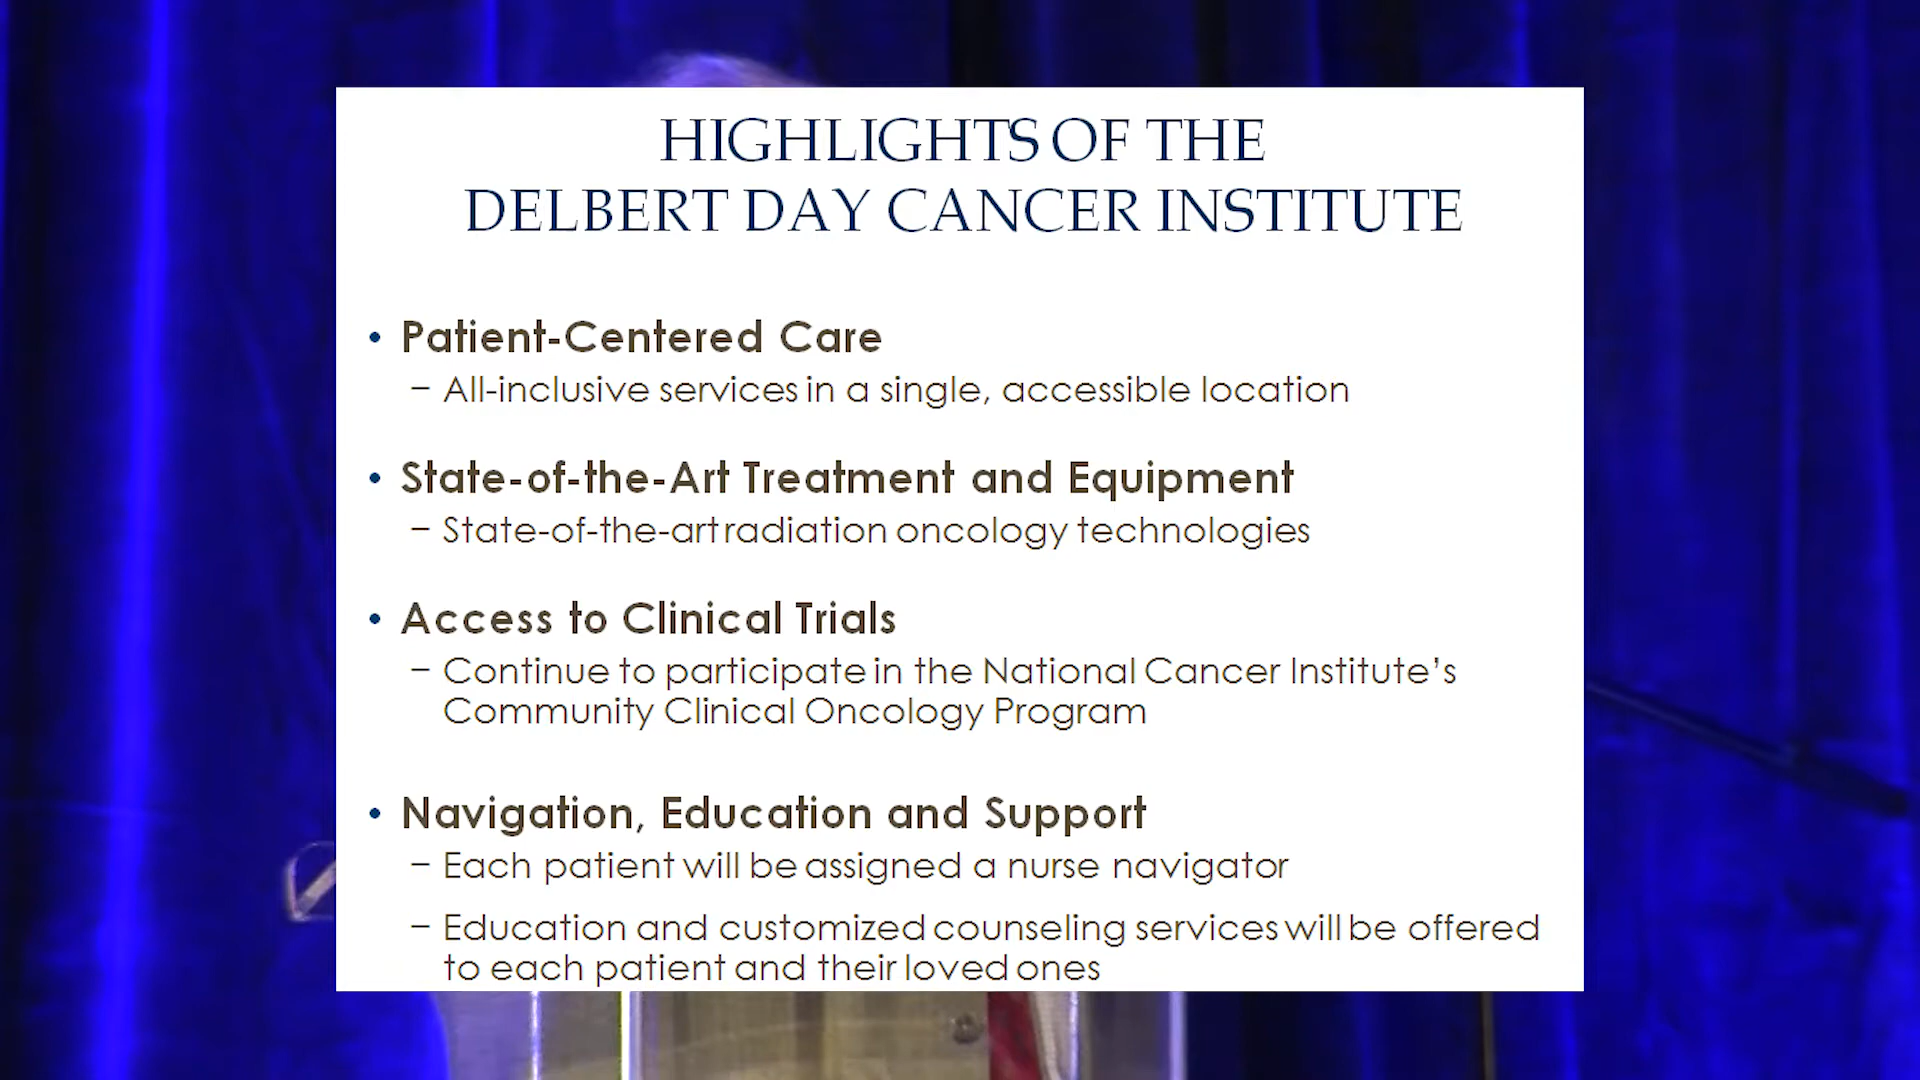 HIGHLIGHTS OF THE
DELBERT DAY CANCER INSTITUTE
• Patient-Centered Care
– All-inclusive services in a single, accessible location
• State-of-the-Art Treatment and Equipment
– State-of-the-art radiation oncology technologies
• Access to Clinical Trials
– Continue to participate in the National Cancer Institute’s
Community Clinical Oncology Program
• Navigation, Education and Support
– Each patient will be assigned a nurse navigator
– Education and customized counseling services will be offered
to each patient and their loved ones